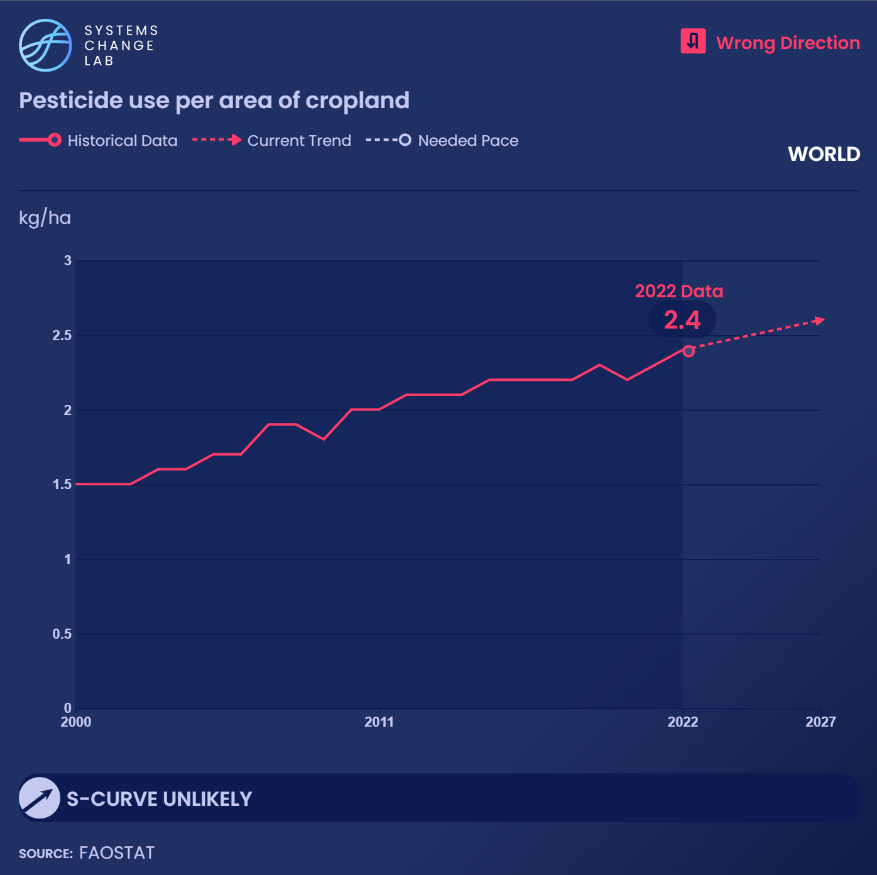 SYSTEMS
CHANGE
LAB
Wrong Direction
Pesticide use per area of cropland
Historical Data
Current Trend
Needed Pace
WORLD
kg/ha
3
2.5
2
1.5
1
0.5
0
2022 Data
2.4
2000
2011
2022
2027
S-CURVE UNLIKELY
SOURCE: FAOSTAT